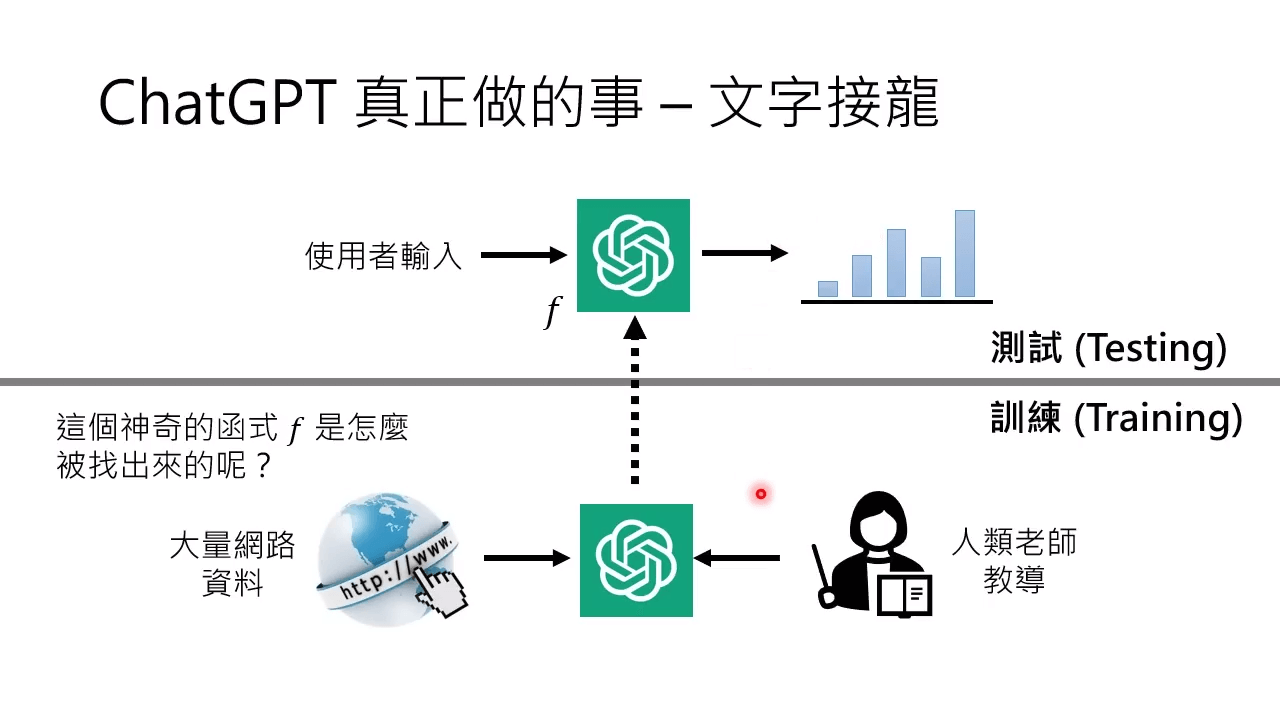 ChatGPT 真正做的事 – 文字接龍
使用者輸入
f
測試 (Testing)
訓練 (Training)
這個神奇的函式 f 是怎麼
被找出來的呢？
大量網路
資料
http://www.
人類老師
教導